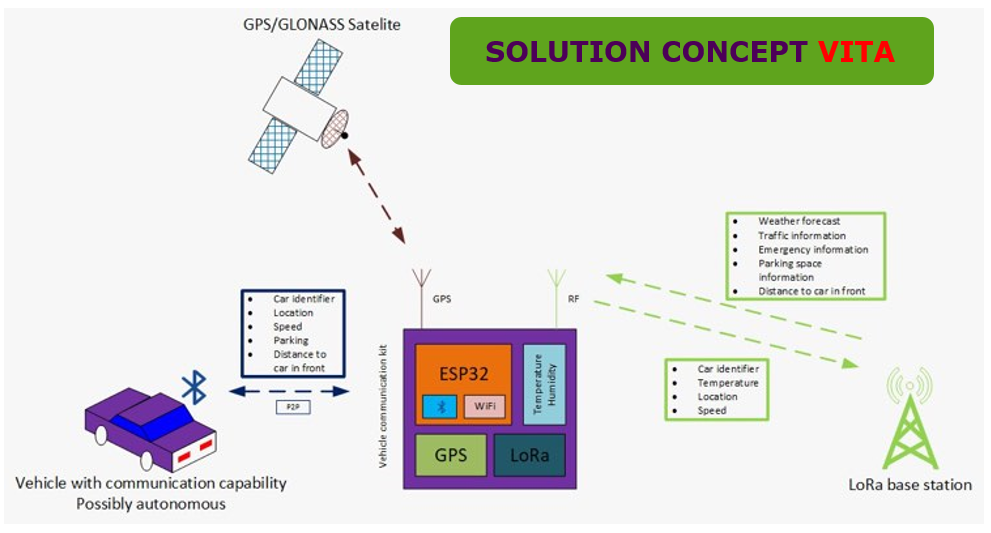 GPS/GLONASS Satelite
SOLUTION CONCEPT VITA
Weather forecast
Traffic information
Emergency information
Parking space
information
Distance to car in front
GPS
RF
Car identifier
Location
Speed
Parking
Distance to
car in front
P2P
Vehicle communication kit
ESP32
WiFi
Temperature
Humidity
GPS
LoRa
Car identifier
Temperature
Location
Speed
Vehicle with communication capability
Possibly autonomous
LoRa base station